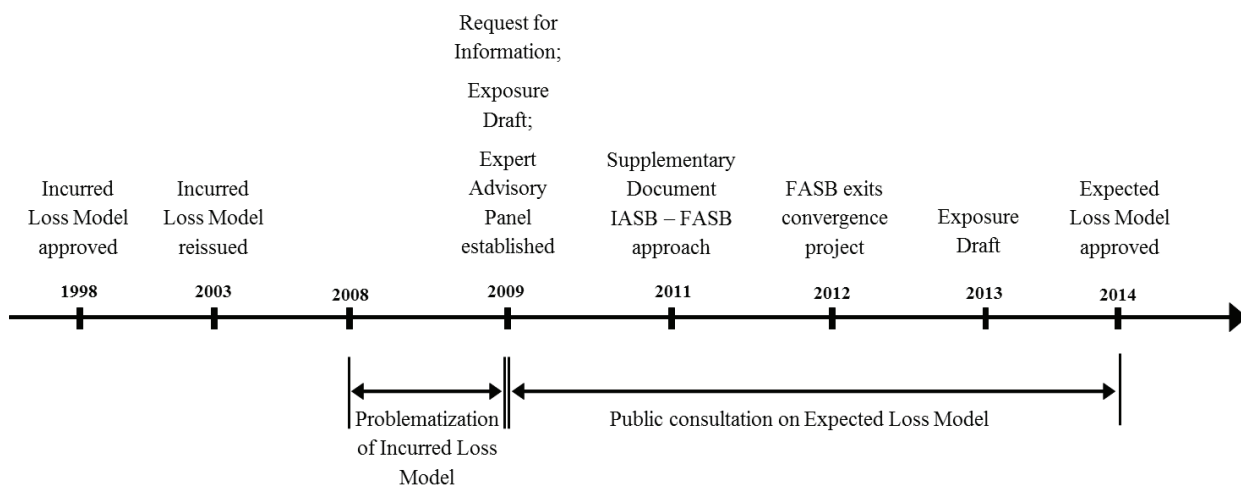 Request for
Information;
Exposure
Draft;
Expert
Advisory
Panel
established
Incurred
Loss Model
approved
Incurred
Loss Model
reissued
Supplementary
Document
IASB – FASB
approach
FASB exits
convergence
project
Exposure
Draft
Expected
Loss Model
approved
1998
2003
2008
2009
2011
2012
2013
2014
Problematization
of Incurred Loss
Model
Public consultation on Expected Loss Model